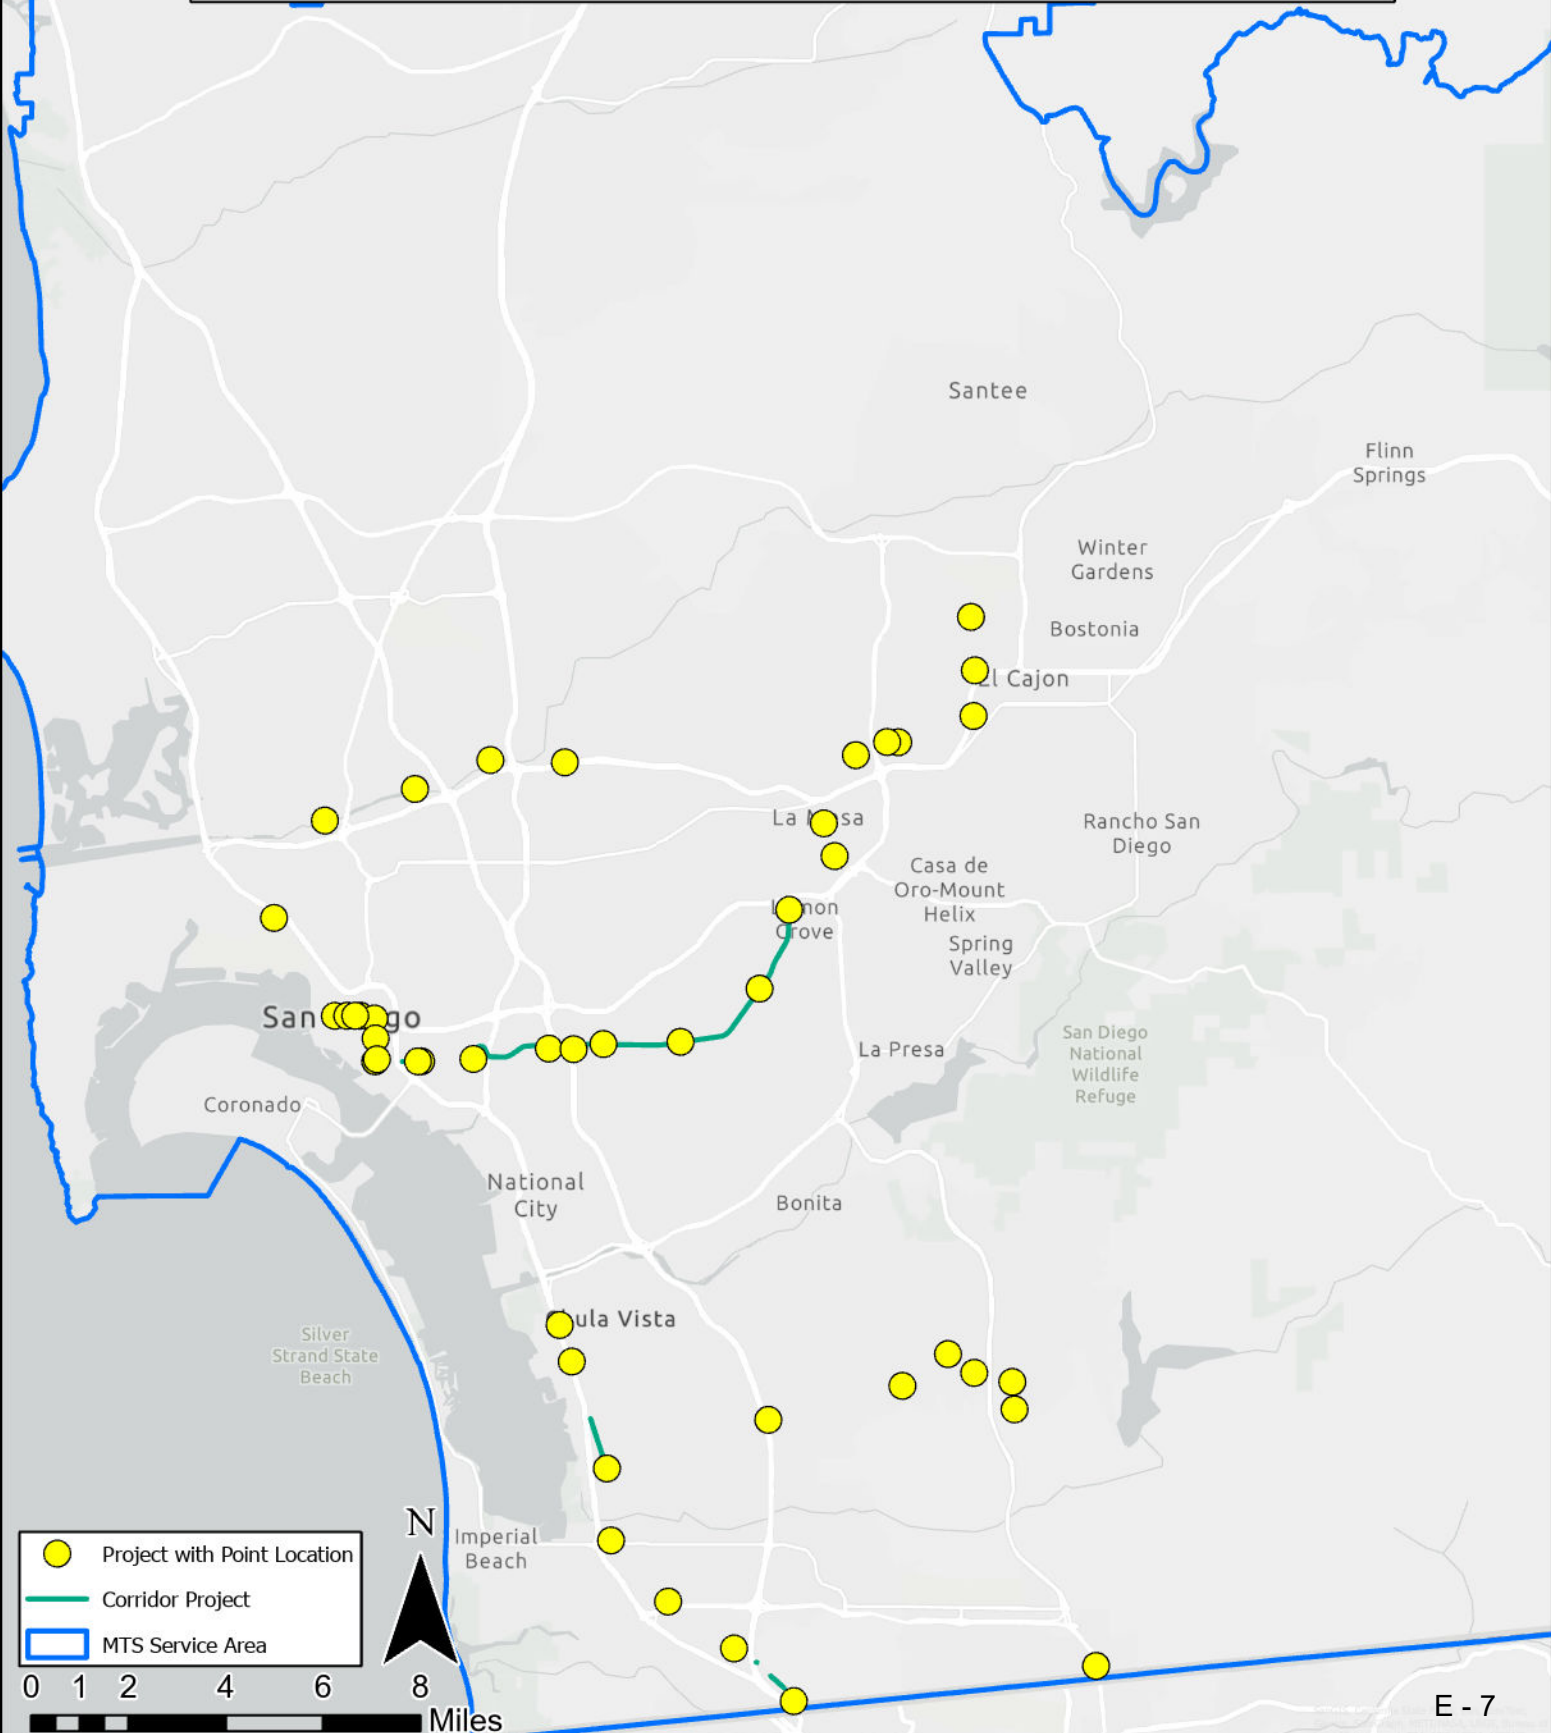 Santee
Flinn
Springs
Winter
Gardens
Bostonia
El Cajon
La Mesa
Rancho San
Diego
Casa de
Oro-Mount
Helix
Lemon
Grove
Spring
Valley
San Diego
San Diego
National
Wildlife
Refuge
La Presa
Coronado
National
City
Bonita
Chula Vista
Silver
Strand State
Beach
Imperial
Beach
N
Project with Point Location
Corridor Project
MTS Service Area
0 1 2 4 6 8
Miles
E - 7